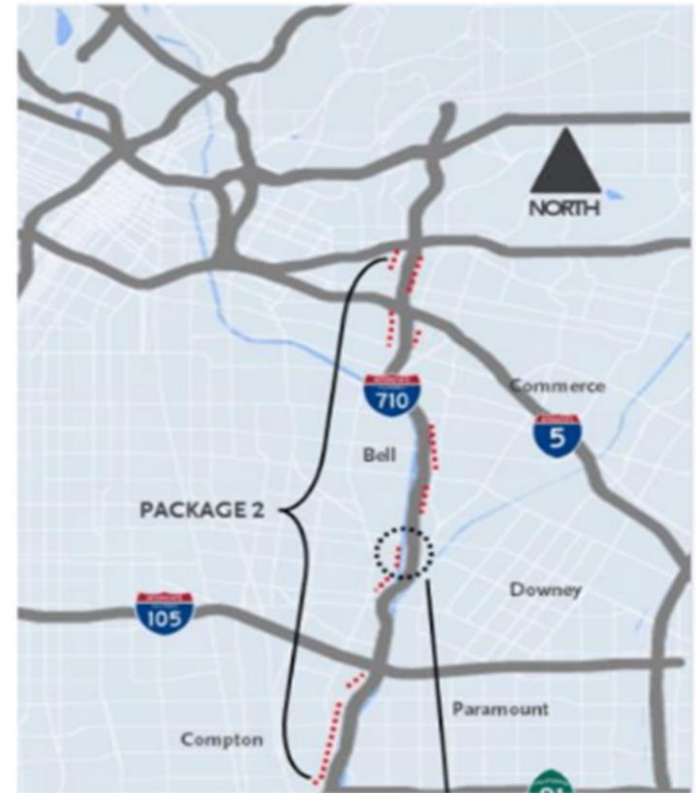 NORTH
Commerce
710
5
Bell
PACKAGE 2
Downey
105
Paramount
Compton